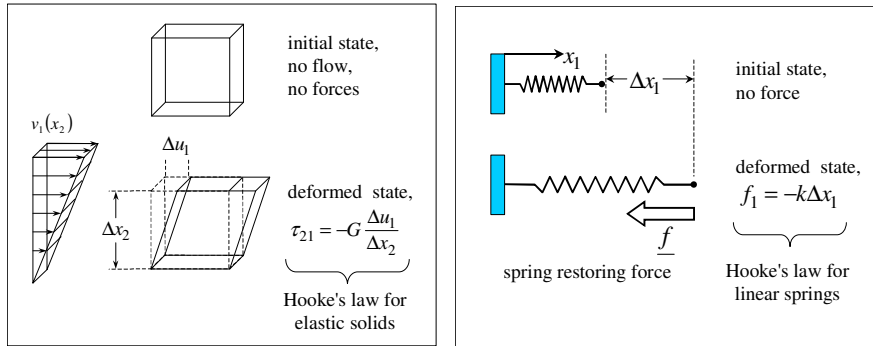 initial state,
no flow,
no forces
v₁(x₂)
Δu₁
Δx₂
deformed state,
τ₂₁ = −G Δu₁/Δx₂
Hooke's law for
elastic solids
x₁
Δx₁
initial state,
no force
deformed state,
f₁ = −kΔx₁
f
spring restoring force
Hooke's law for
linear springs